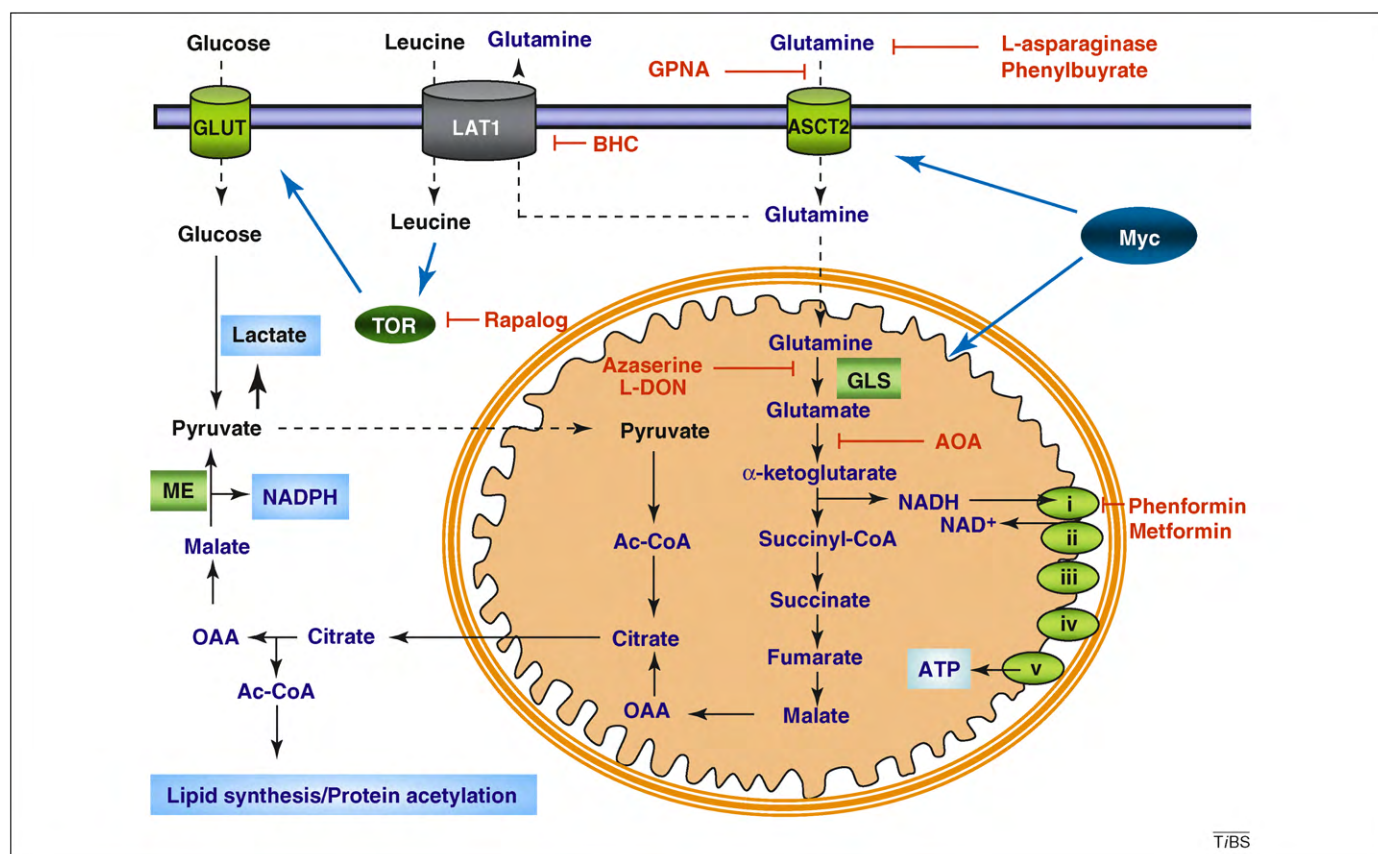 Glucose
Leucine
Glutamine
Glutamine
L-asparaginase
Phenylbuyrate
GPNA
GLUT
LAT1
ASCT2
BHC
Glucose
Leucine
Glutamine
Myc
TOR
Rapalog
Lactate
Glutamine
Azaserine
L-DON
GLS
Glutamate
Pyruvate
Pyruvate
AOA
α-ketoglutarate
ME
NADPH
NADH
i
Phenformin
NAD+
Metformin
ii
Malate
Ac-CoA
Succinyl-CoA
iii
Succinate
iv
OAA
Citrate
Citrate
Fumarate
ATP
v
Ac-CoA
OAA
Malate
Lipid synthesis/Protein acetylation
TiBS